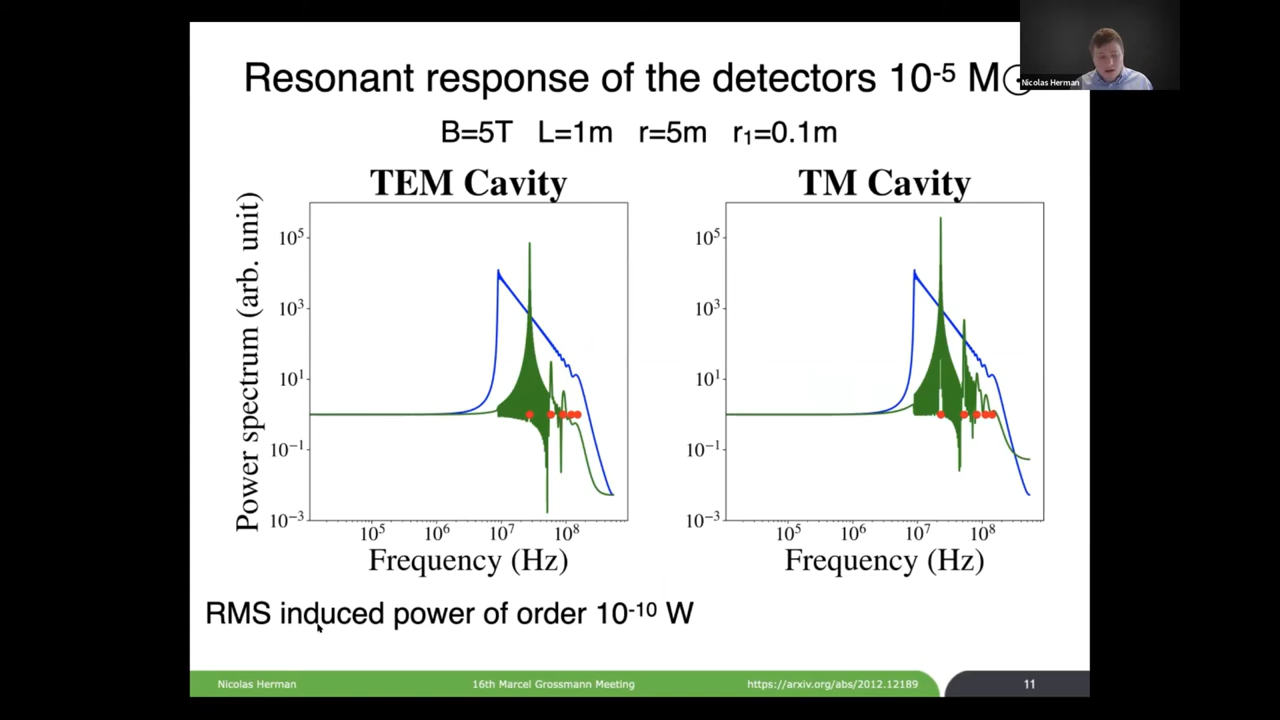 Resonant response of the detectors 10⁻⁵ M☉
Nicolas Herman
B=5T L=1m r=5m r₁=0.1m
TEM Cavity
TM Cavity
Power spectrum (arb. unit)
10⁵
10³
10¹
10⁻¹
10⁻³
10⁵ 10⁶ 10⁷ 10⁸
Frequency (Hz)
10⁵
10³
10¹
10⁻¹
10⁻³
10⁵ 10⁶ 10⁷ 10⁸
Frequency (Hz)
RMS induced power of order 10⁻¹⁰ W
Nicolas Herman
16th Marcel Grossmann Meeting
https://arxiv.org/abs/2012.12189
11